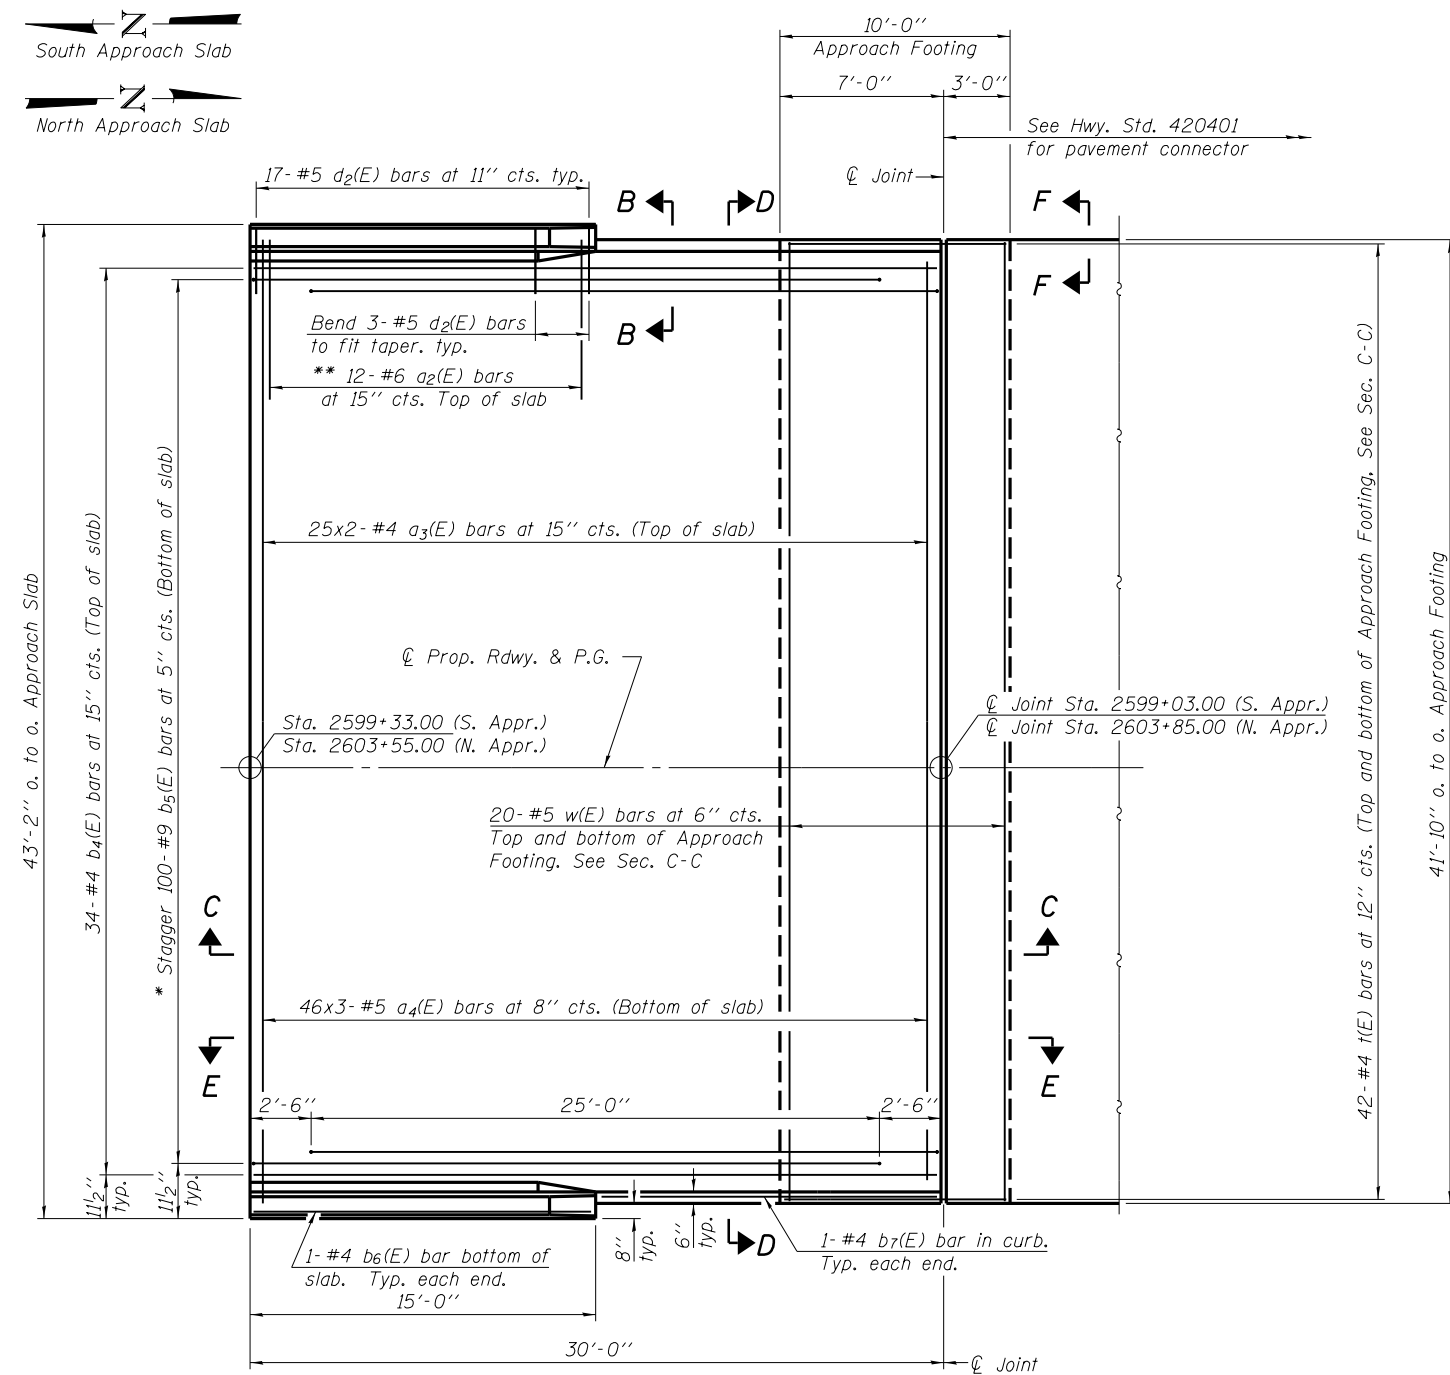 N
South Approach Slab
N
North Approach Slab
10'-0"
Approach Footing
7'-0"
3'-0"
See Hwy. Std. 420401
for pavement connector
℄ Joint
17-#5 d2(E) bars at 11" cts. typ.
B
D
F
F
B
Bend 3-#5 d2(E) bars
to fit taper. typ.
** 12-#6 a2(E) bars
at 15" cts. Top of slab
25x2-#4 a3(E) bars at 15" cts. (Top of slab)
℄ Prop. Rdwy. & P.G.
Sta. 2599+33.00 (S. Appr.)
Sta. 2603+55.00 (N. Appr.)
℄ Joint Sta. 2599+03.00 (S. Appr.)
℄ Joint Sta. 2603+85.00 (N. Appr.)
20-#5 w(E) bars at 6" cts.
Top and bottom of Approach
Footing. See Sec. C-C
43'-2" o. to o. Approach Slab
34-#4 b4(E) bars at 15" cts. (Top of slab)
* Stagger 100-#9 b5(E) bars at 5" cts. (Bottom of slab)
42-#4 t(E) bars at 12" cts. (Top and bottom of Approach Footing, See Sec. C-C)
41'-10" o. to o. Approach Footing
C
C
46x3-#5 a4(E) bars at 8" cts. (Bottom of slab)
E
E
2'-6"
25'-0"
2'-6"
11½"
typ.
11½"
typ.
8"
typ.
6"
typ.
D
1-#4 b6(E) bar bottom of
slab. Typ. each end.
1-#4 b7(E) bar in curb.
Typ. each end.
15'-0"
30'-0"
℄ Joint